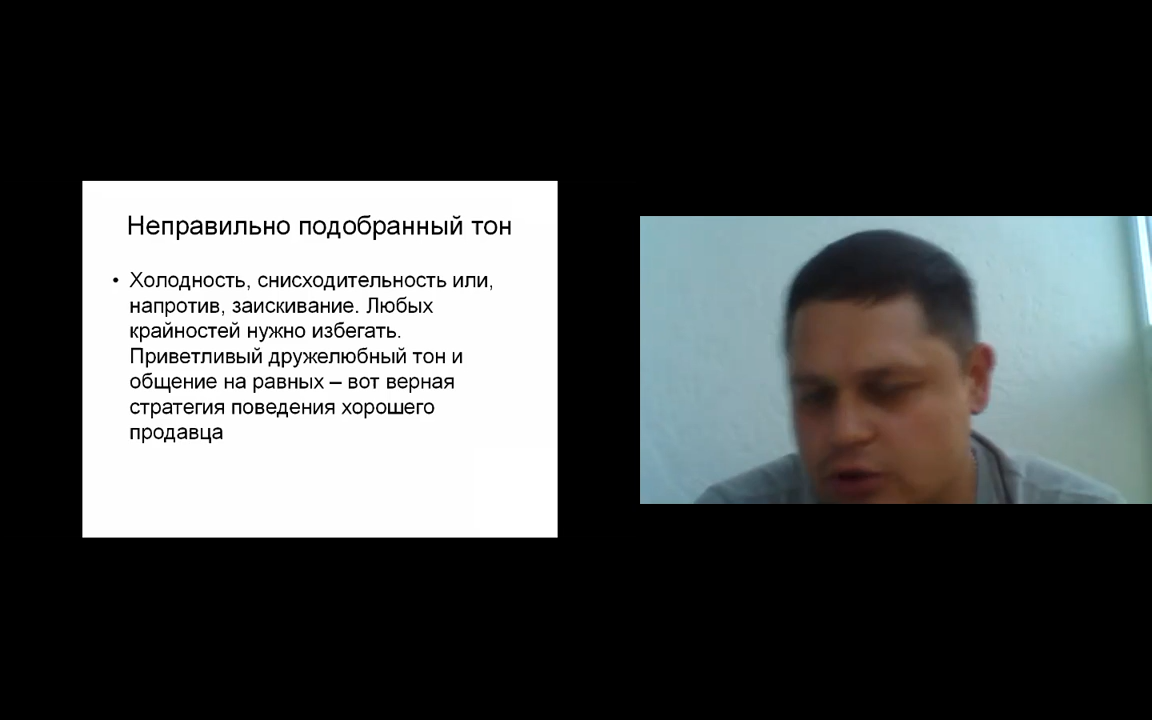 Неправильно подобранный тон
• Холодность, снисходительность или,
напротив, заискивание. Любых
крайностей нужно избегать.
Приветливый дружелюбный тон и
общение на равных – вот верная
стратегия поведения хорошего
продавца